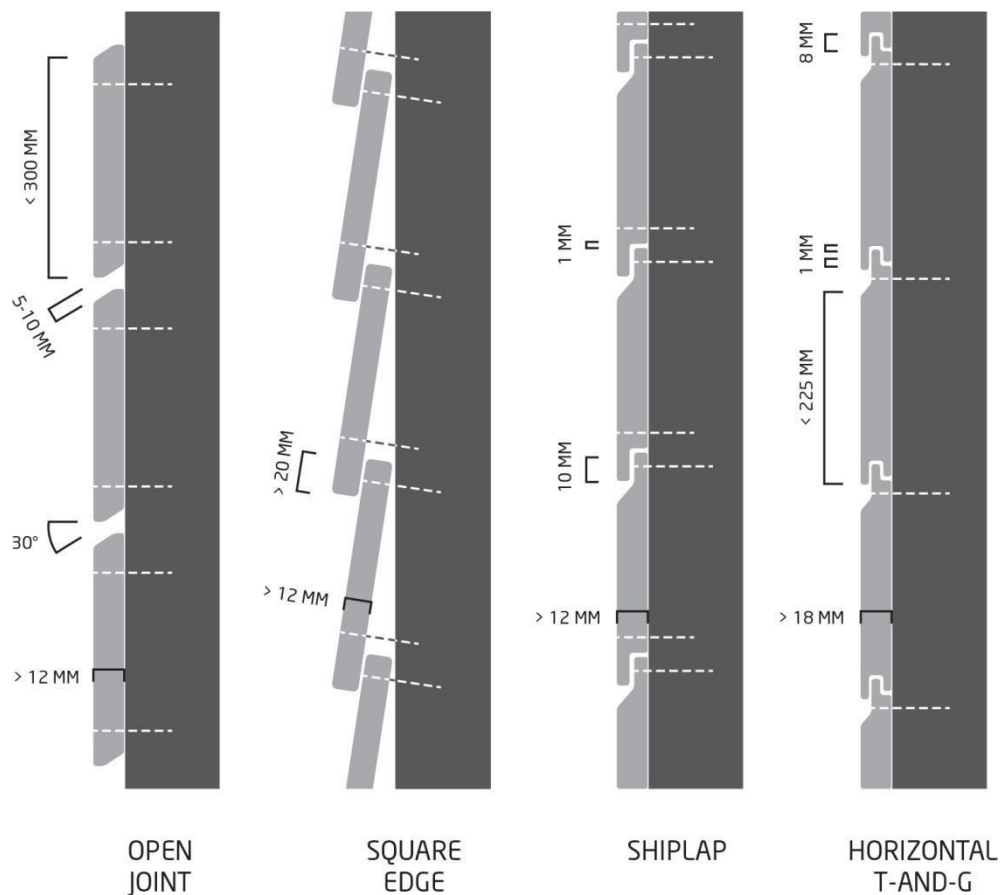 < 300 MM
5-10 MM
30°
> 12 MM
OPEN
JOINT
> 20 MM
> 12 MM
SQUARE
EDGE
1 MM
10 MM
> 12 MM
SHIPLAP
8 MM
1 MM
< 225 MM
> 18 MM
HORIZONTAL
T-AND-G